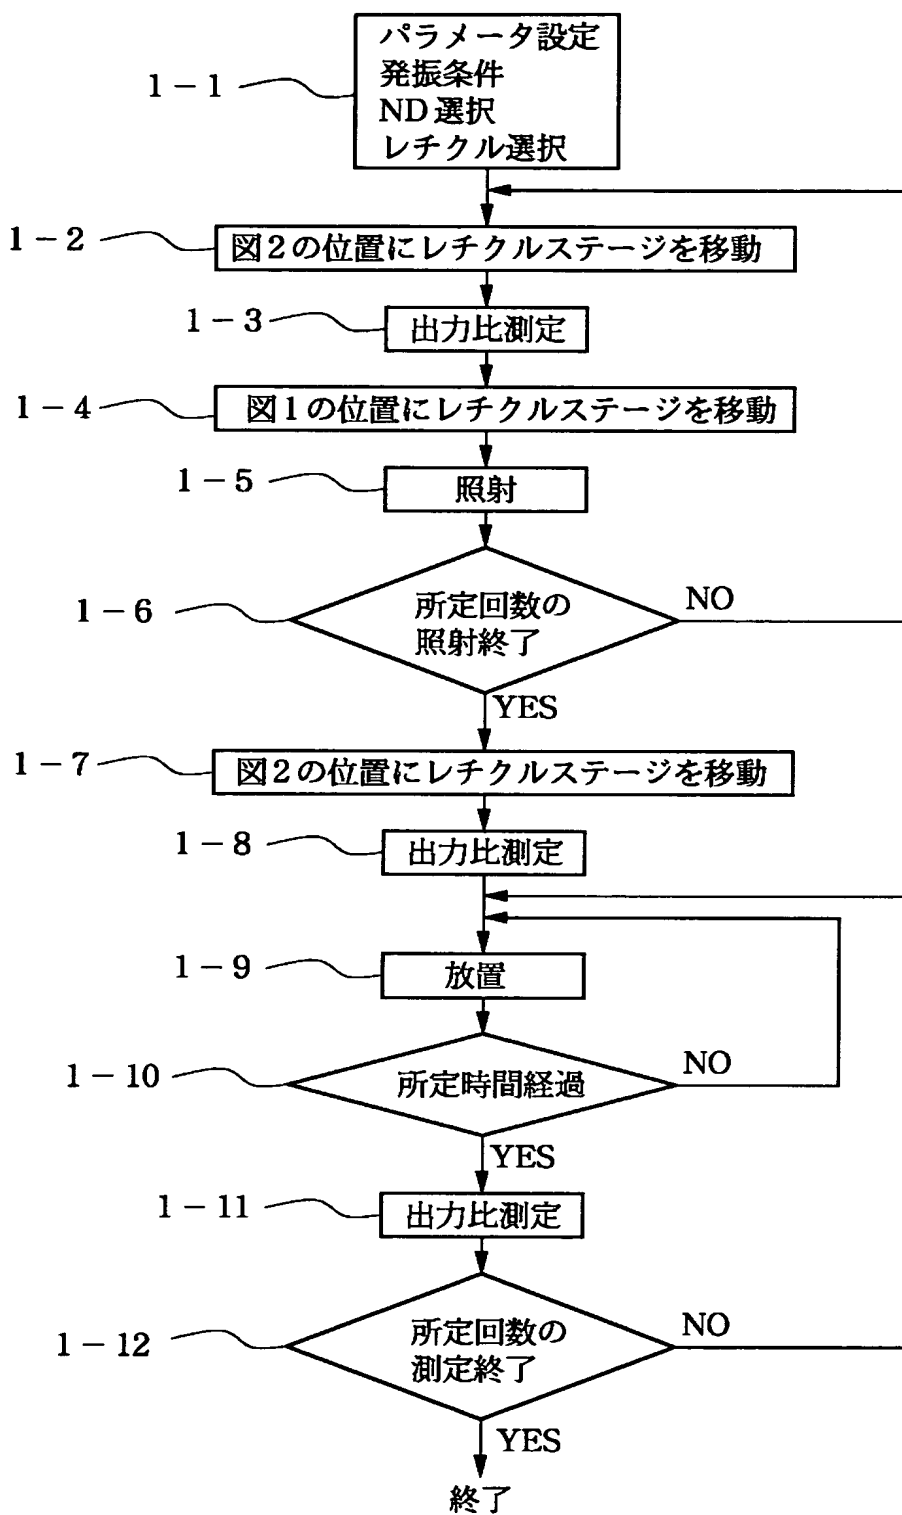 パラメータ設定
発振条件
ND選択
レチクル選択
1-1
1-2
図2の位置にレチクルステージを移動
1-3
出力比測定
1-4
図1の位置にレチクルステージを移動
1-5
照射
1-6
所定回数の
照射終了
NO
YES
1-7
図2の位置にレチクルステージを移動
1-8
出力比測定
1-9
放置
1-10
所定時間経過
NO
YES
1-11
出力比測定
1-12
所定回数の
測定終了
NO
YES
終了